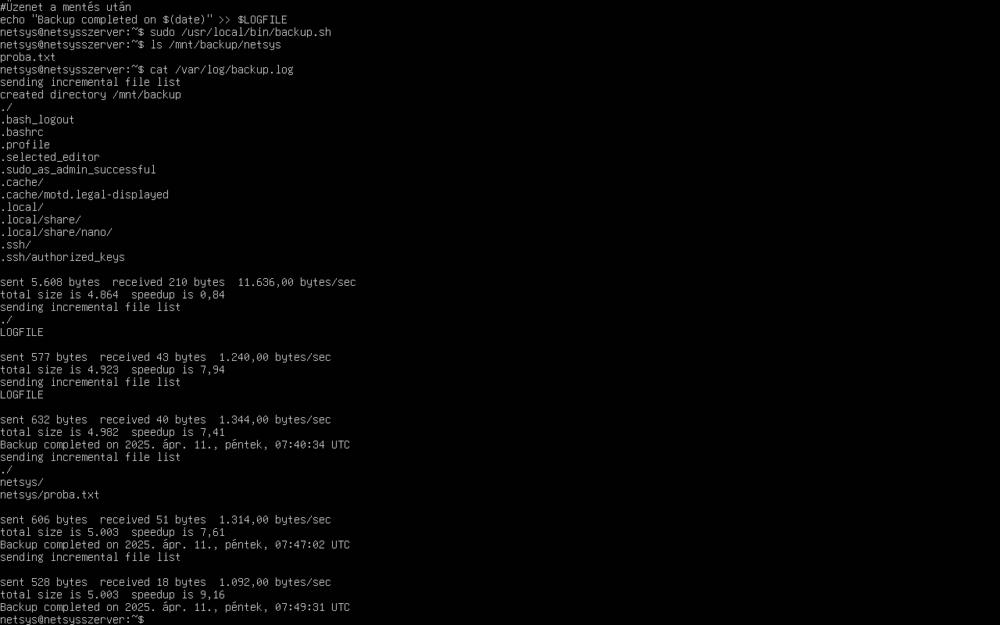 #Üzenet a mentés után
echo "Backup completed on $(date)" >> $LOGFILE
netsys@netsysszerver:~$ sudo /usr/local/bin/backup.sh
netsys@netsysszerver:~$ ls /mnt/backup/netsys
proba.txt
netsys@netsysszerver:~$ cat /var/log/backup.log
sending incremental file list
created directory /mnt/backup
./
.bash_logout
.bashrc
.profile
.selected_editor
.sudo_as_admin_successful
.cache/
.cache/motd.legal-displayed
.local/
.local/share/
.local/share/nano/
.ssh/
.ssh/authorized_keys
sent 5.608 bytes  received 210 bytes  11.636,00 bytes/sec
total size is 4.864  speedup is 0,84
sending incremental file list
./
LOGFILE
sent 577 bytes  received 43 bytes  1.240,00 bytes/sec
total size is 4.923  speedup is 7,94
sending incremental file list
LOGFILE
sent 632 bytes  received 40 bytes  1.344,00 bytes/sec
total size is 4.982  speedup is 7,41
Backup completed on 2025. ápr. 11., péntek, 07:40:34 UTC
sending incremental file list
./
netsys/
netsys/proba.txt
sent 606 bytes  received 51 bytes  1.314,00 bytes/sec
total size is 5.003  speedup is 7,61
Backup completed on 2025. ápr. 11., péntek, 07:47:02 UTC
sending incremental file list
sent 528 bytes  received 18 bytes  1.092,00 bytes/sec
total size is 5.003  speedup is 9,16
Backup completed on 2025. ápr. 11., péntek, 07:49:31 UTC
netsys@netsysszerver:~$